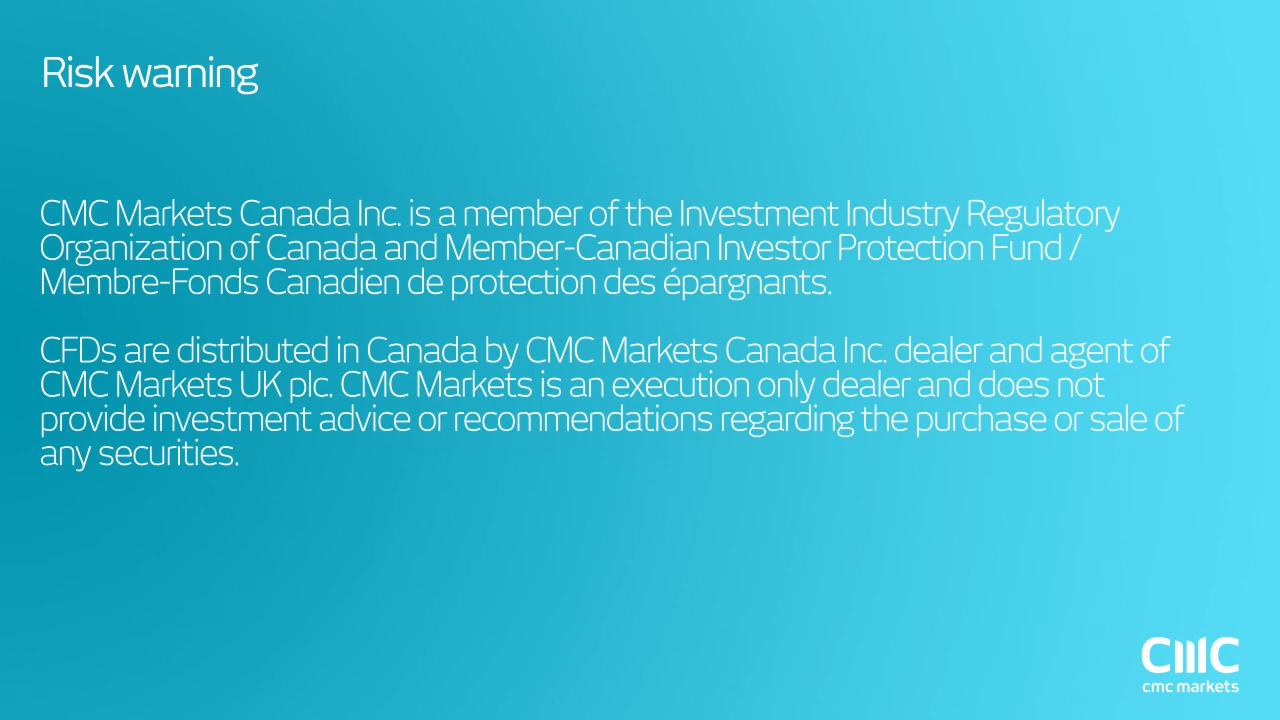 Risk warning
CMC Markets Canada Inc. is a member of the Investment Industry Regulatory
Organization of Canada and Member-Canadian Investor Protection Fund /
Membre-Fonds Canadien de protection des épargnants.
CFDs are distributed in Canada by CMC Markets Canada Inc. dealer and agent of
CMC Markets UK plc. CMC Markets is an execution only dealer and does not
provide investment advice or recommendations regarding the purchase or sale of
any securities.
CMC
cmc markets